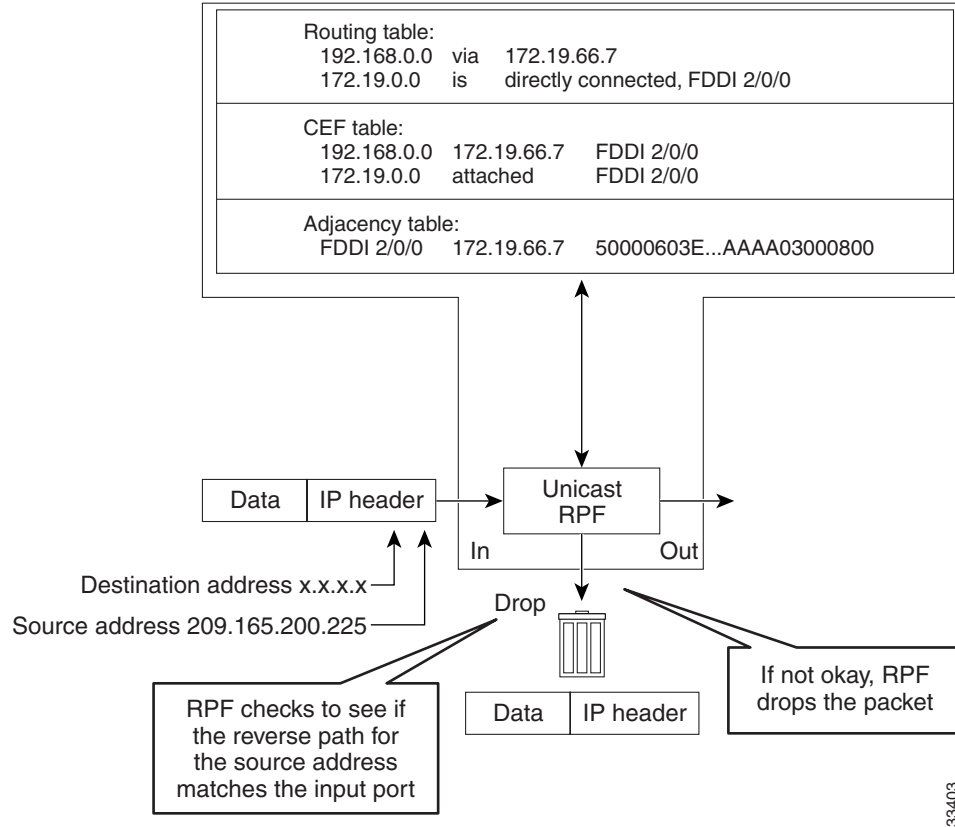 Routing table:
192.168.0.0 via 172.19.66.7
172.19.0.0 is directly connected, FDDI 2/0/0
CEF table:
192.168.0.0 172.19.66.7 FDDI 2/0/0
172.19.0.0 attached FDDI 2/0/0
Adjacency table:
FDDI 2/0/0 172.19.66.7 50000603E...AAAA03000800
Data IP header
Unicast
RPF
In Out
Destination address x.x.x.x
Source address 209.165.200.225
Drop
RPF checks to see if
the reverse path for
the source address
matches the input port
Data IP header
If not okay, RPF
drops the packet
33403